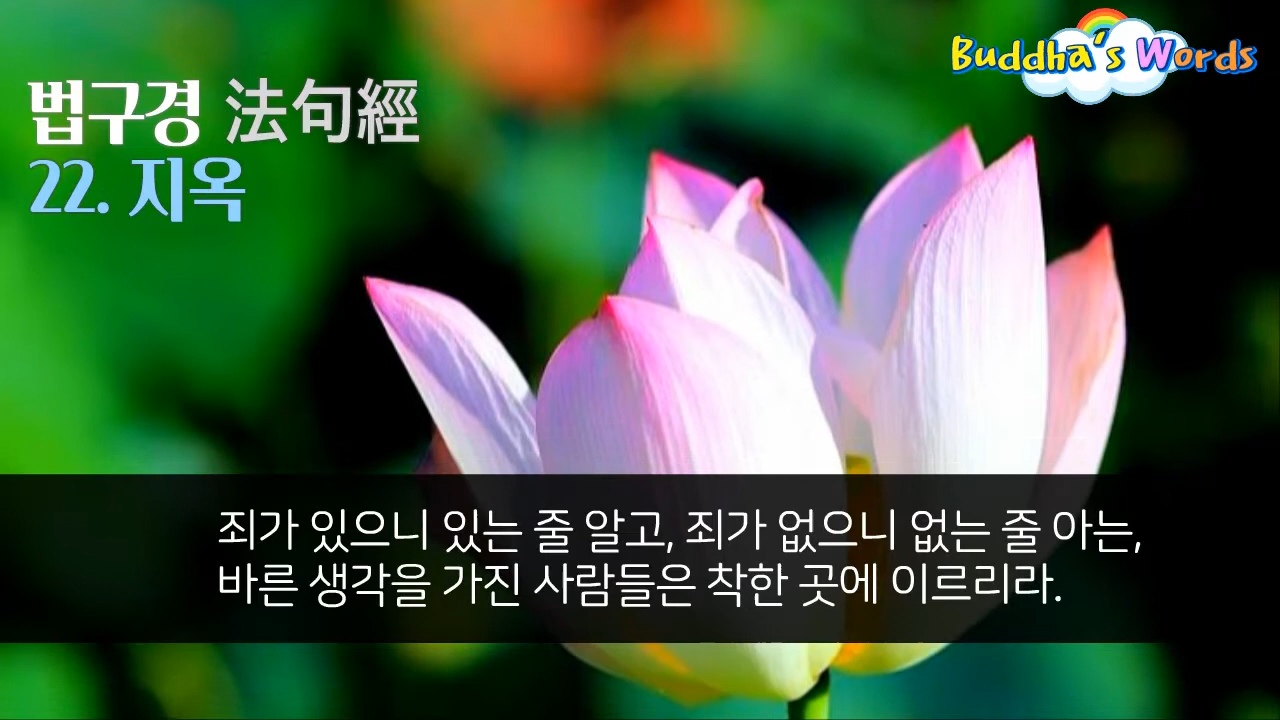 Buddha's Words
법구경 法句經
22. 지옥
죄가 있으니 있는 줄 알고, 죄가 없으니 없는 줄 아는,
바른 생각을 가진 사람들은 착한 곳에 이르리라.